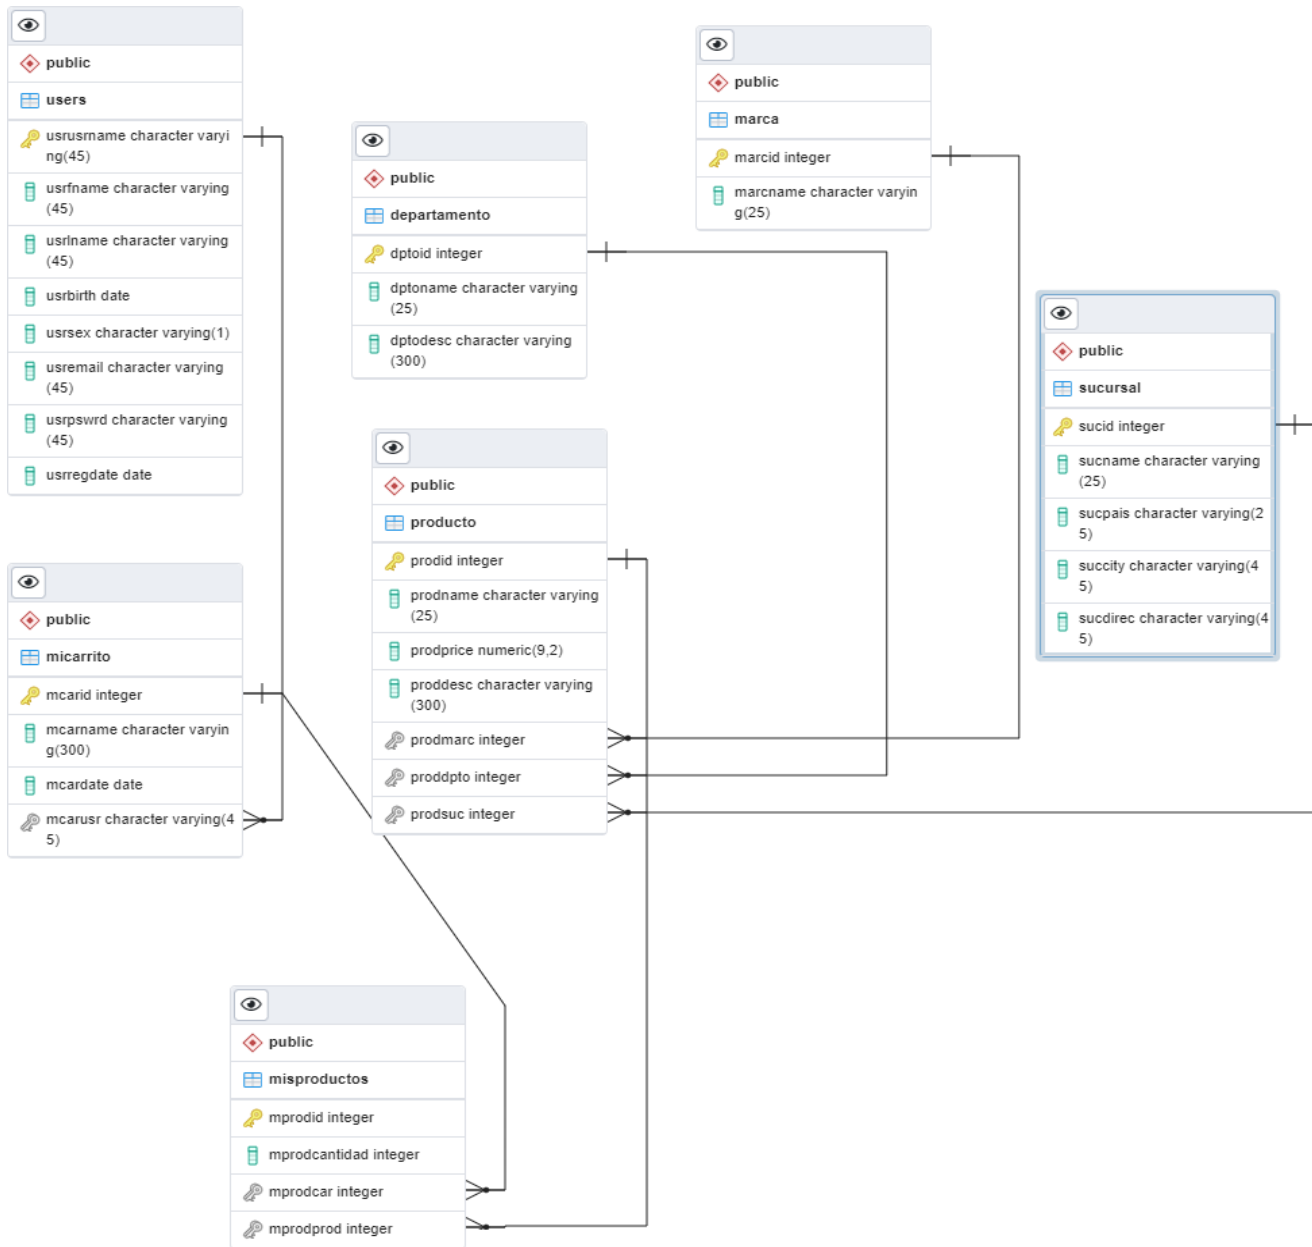 public
users
usrusrname character varyi
ng(45)
usrfname character varying
(45)
usrlname character varying
(45)
usrbirth date
usrsex character varying(1)
usremail character varying
(45)
usrpswrd character varying
(45)
usrregdate date
public
departamento
dptoid integer
dptoname character varying
(25)
dptodesc character varying
(300)
public
marca
marcid integer
marcname character varyin
g(25)
public
sucursal
sucid integer
sucname character varying
(25)
sucpais character varying(2
5)
succity character varying(4
5)
sucdirec character varying(4
5)
public
producto
prodid integer
prodname character varying
(25)
prodprice numeric(9,2)
proddesc character varying
(300)
prodmarc integer
proddpto integer
prodsuc integer
public
micarrito
mcarid integer
mcarname character varyin
g(300)
mcardate date
mcarusr character varying(4
5)
public
misproductos
mprodid integer
mprodcantidad integer
mprodcar integer
mprodprod integer